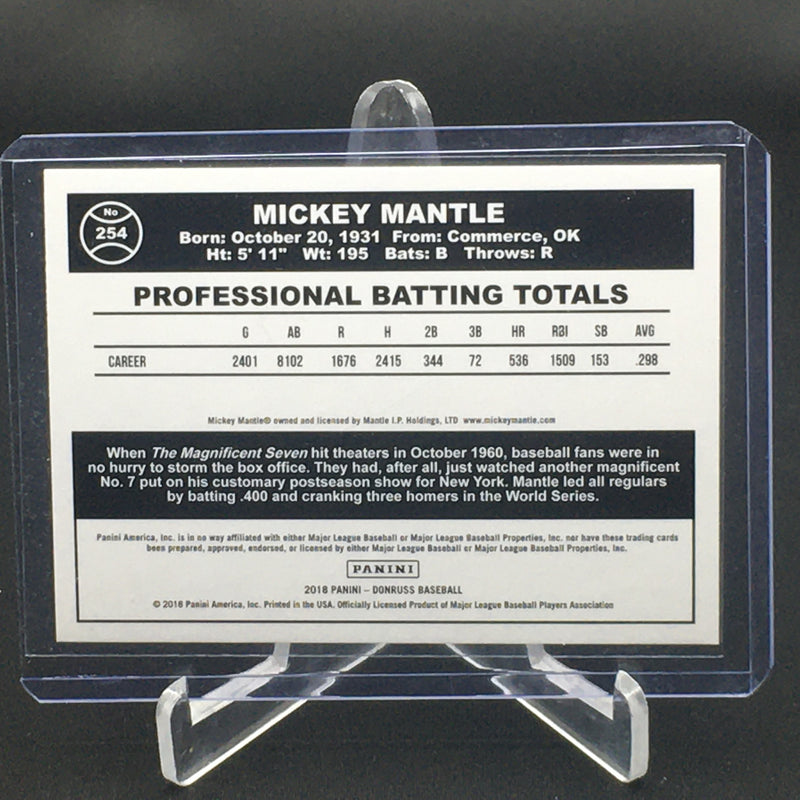 No
254
MICKEY MANTLE
Born: October 20, 1931 From: Commerce, OK
Ht: 5' 11" Wt: 195 Bats: B Throws: R
PROFESSIONAL BATTING TOTALS
G AB R H 2B 3B HR RBI SB AVG
CAREER 2401 8102 1676 2415 344 72 536 1509 153 .298
Mickey Mantle® owned and licensed by Mantle I.P. Holdings, LTD www.mickeymantle.com
When The Magnificent Seven hit theaters in October 1960, baseball fans were in
no hurry to storm the box office. They had, after all, just watched another magnificent
No. 7 put on his customary postseason show for New York. Mantle led all regulars
by batting .400 and cranking three homers in the World Series.
Panini America, Inc. is in no way affiliated with either Major League Baseball or Major League Baseball Properties, Inc. nor have these trading cards
been prepared, approved, endorsed, or licensed by either Major League Baseball or Major League Baseball Properties, Inc.
PANINI
2018 PANINI – DONRUSS BASEBALL
© 2018 Panini America, Inc. Printed in the USA. Officially Licensed Product of Major League Baseball Players Association